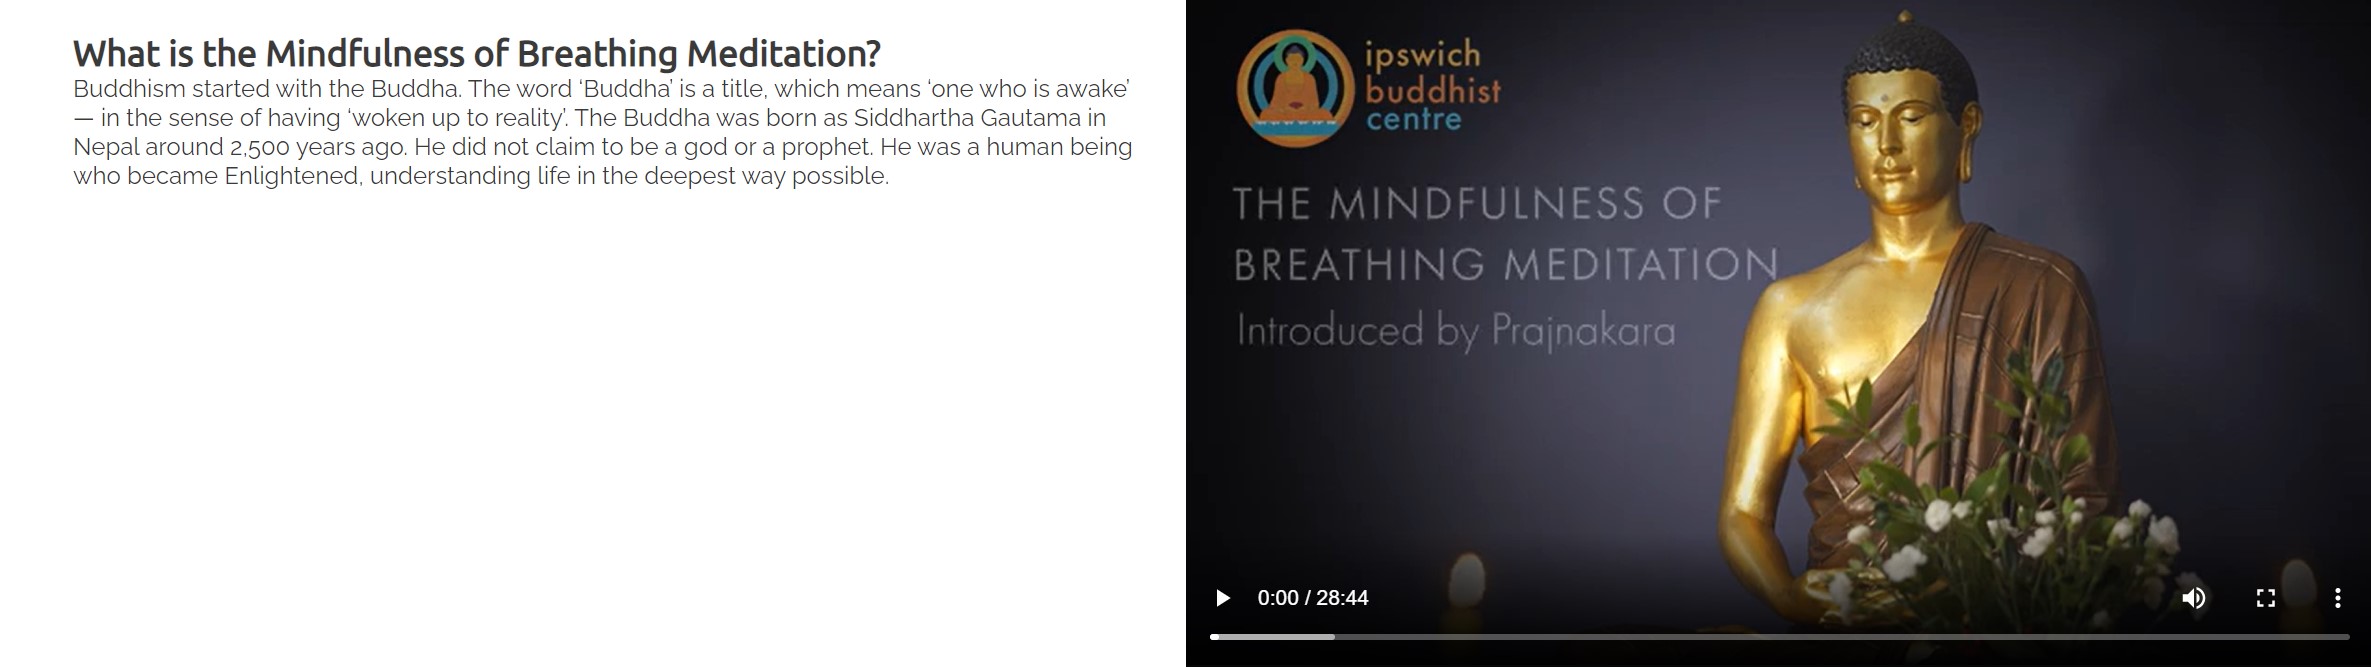 What is the Mindfulness of Breathing Meditation?
Buddhism started with the Buddha. The word ‘Buddha’ is a title, which means ‘one who is awake’
— in the sense of having ‘woken up to reality’. The Buddha was born as Siddhartha Gautama in
Nepal around 2,500 years ago. He did not claim to be a god or a prophet. He was a human being
who became Enlightened, understanding life in the deepest way possible.
ipswich
buddhist
centre
THE MINDFULNESS OF
BREATHING MEDITATION
Introduced by Prajnakara
0:00 / 28:44